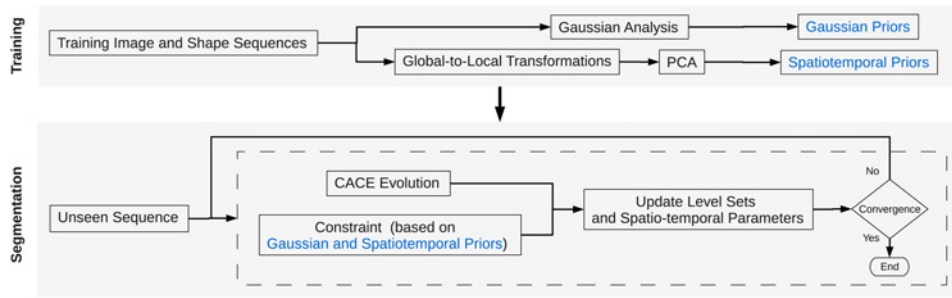 Training
Training Image and Shape Sequences
Gaussian Analysis
Gaussian Priors
Global-to-Local Transformations
PCA
Spatiotemporal Priors
Segmentation
Unseen Sequence
CACE Evolution
Constraint (based on
Gaussian and Spatiotemporal Priors)
Update Level Sets
and Spatio-temporal Parameters
No
Convergence
Yes
End